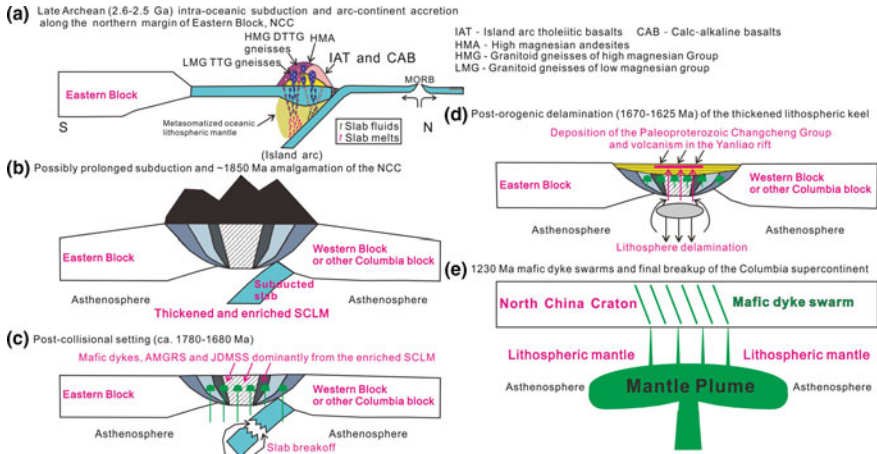 (a) Late Archean (2.6-2.5 Ga) intra-oceanic subduction and arc-continent accretion
along the northern margin of Eastern Block, NCC
HMG DTTG
gneisses
HMA
LMG TTG gneisses
IAT and CAB
MORB
Eastern Block
S
Metasomatized oceanic
lithospheric mantle
Slab fluids
Slab melts
N
(Island arc)
IAT - Island arc tholeiitic basalts CAB - Calc-alkaline basalts
HMA - High magnesian andesites
HMG - Granitoid gneisses of high magnesian Group
LMG - Granitoid gneisses of low magnesian group
(b) Possibly prolonged subduction and ~1850 Ma amalgamation of the NCC
Eastern Block
Western Block
or other Columbia block
Asthenosphere
Subducted
slab
Asthenosphere
Thickened and enriched SCLM
(c) Post-collisional setting (ca. 1780-1680 Ma)
Mafic dykes, AMGRS and JDMSS dominantly from the enriched SCLM
Eastern Block
Western Block
or other Columbia block
Asthenosphere
Asthenosphere
Slab breakoff
(d) Post-orogenic delamination (1670-1625 Ma) of the thickened lithospheric keel
Deposition of the Paleoproterozoic Changcheng Group
and volcanism in the Yanliao rift
Eastern Block
Western Block
or other Columbia block
Asthenosphere
Asthenosphere
Lithosphere delamination
(e) 1230 Ma mafic dyke swarms and final breakup of the Columbia supercontinent
North China Craton
Mafic dyke swarm
Lithospheric mantle
Lithospheric mantle
Asthenosphere
Mantle Plume
Asthenosphere